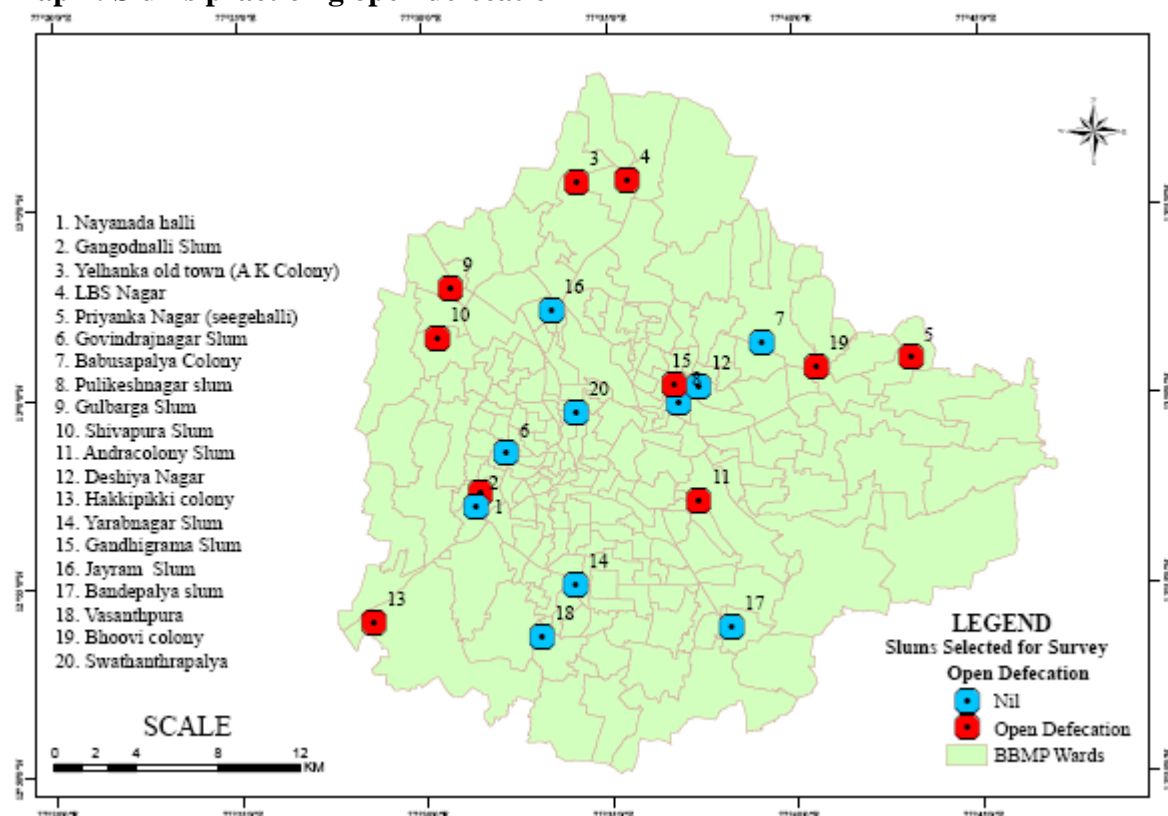 1. Nayanada halli
2. Gangodnalli Slum
3. Yelhanka old town (A K Colony)
4. LBS Nagar
5. Priyanka Nagar (seegehalli)
6. Govindrajnagar Slum
7. Babusapalya Colony
8. Pulikeshnagar slum
9. Gulbarga Slum
10. Shivapura Slum
11. Andracolony Slum
12. Deshiya Nagar
13. Hakkipikki colony
14. Yarabnagar Slum
15. Gandhigrama Slum
16. Jayram Slum
17. Bandepalya slum
18. Vasanthpura
19. Bhoovi colony
20. Swathanthrapalya
3
4
9
16
10
7
5
19
15
12
8
20
6
2
1
11
14
13
18
17
SCALE
0 2 4 8 12
KM
LEGEND
Slums Selected for Survey
Open Defecation
Nil
Open Defecation
BBMP Wards